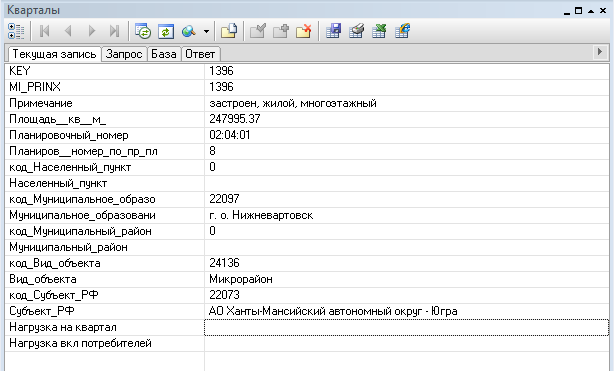 Кварталы
Текущая запись Запрос База Ответ
KEY 1396
MI_PRINX 1396
Примечание застроен, жилой, многоэтажный
Площадь__кв__м_ 247995.37
Планировочный_номер 02:04:01
Планиров__номер_по_пр_пл 8
код_Населенный_пункт 0
Населенный_пункт
код_Муниципальное_образо 22097
Муниципальное_образовани г. о. Нижневартовск
код_Муниципальный_район 0
Муниципальный_район
код_Вид_объекта 24136
Вид_объекта Микрорайон
код_Субъект_РФ 22073
Субъект_РФ АО Ханты-Мансийский автономный округ - Югра
Нагрузка на квартал
Нагрузка вкл потребителей